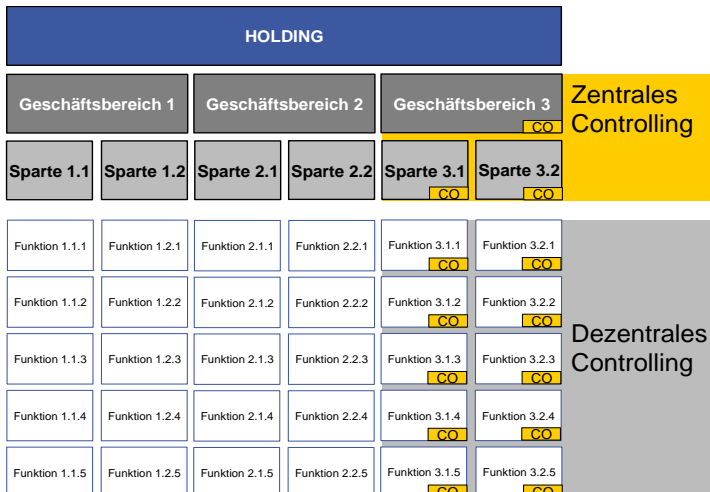 HOLDING
Geschäftsbereich 1
Geschäftsbereich 2
Geschäftsbereich 3
CO
Zentrales
Controlling
Sparte 1.1
Sparte 1.2
Sparte 2.1
Sparte 2.2
Sparte 3.1
CO
Sparte 3.2
CO
Funktion 1.1.1
Funktion 1.2.1
Funktion 2.1.1
Funktion 2.2.1
Funktion 3.1.1
CO
Funktion 3.2.1
CO
Funktion 1.1.2
Funktion 1.2.2
Funktion 2.1.2
Funktion 2.2.2
Funktion 3.1.2
CO
Funktion 3.2.2
CO
Dezentrales
Controlling
Funktion 1.1.3
Funktion 1.2.3
Funktion 2.1.3
Funktion 2.2.3
Funktion 3.1.3
CO
Funktion 3.2.3
CO
Funktion 1.1.4
Funktion 1.2.4
Funktion 2.1.4
Funktion 2.2.4
Funktion 3.1.4
CO
Funktion 3.2.4
CO
Funktion 1.1.5
Funktion 1.2.5
Funktion 2.1.5
Funktion 2.2.5
Funktion 3.1.5
CO
Funktion 3.2.5
CO